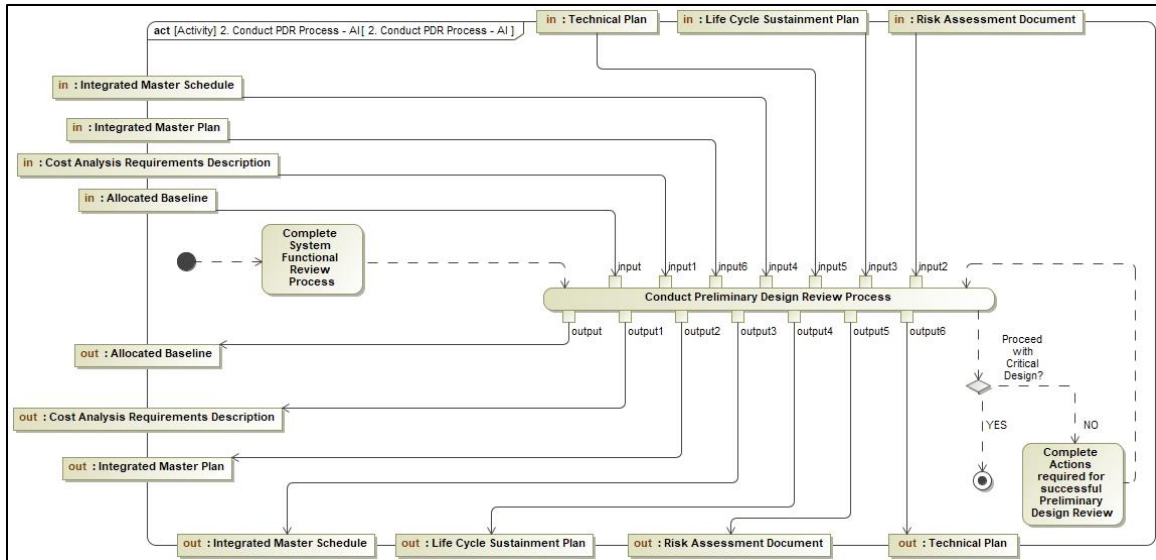 in : Technical Plan
in : Life Cycle Sustainment Plan
in : Risk Assessment Document
act [Activity] 2. Conduct PDR Process - AI[ 2. Conduct PDR Process - AI ]
in : Integrated Master Schedule
in : Integrated Master Plan
in : Cost Analysis Requirements Description
in : Allocated Baseline
Complete
System
Functional
Review
Process
input
input1
input6
input4
input5
input3
input2
Conduct Preliminary Design Review Process
output
output1
output2
output3
output4
output5
output6
Proceed
with
Critical
Design?
out : Allocated Baseline
out : Cost Analysis Requirements Description
YES
NO
out : Integrated Master Plan
Complete
Actions
required for
successful
Preliminary
Design Review
out : Integrated Master Schedule
out : Life Cycle Sustainment Plan
out : Risk Assessment Document
out : Technical Plan